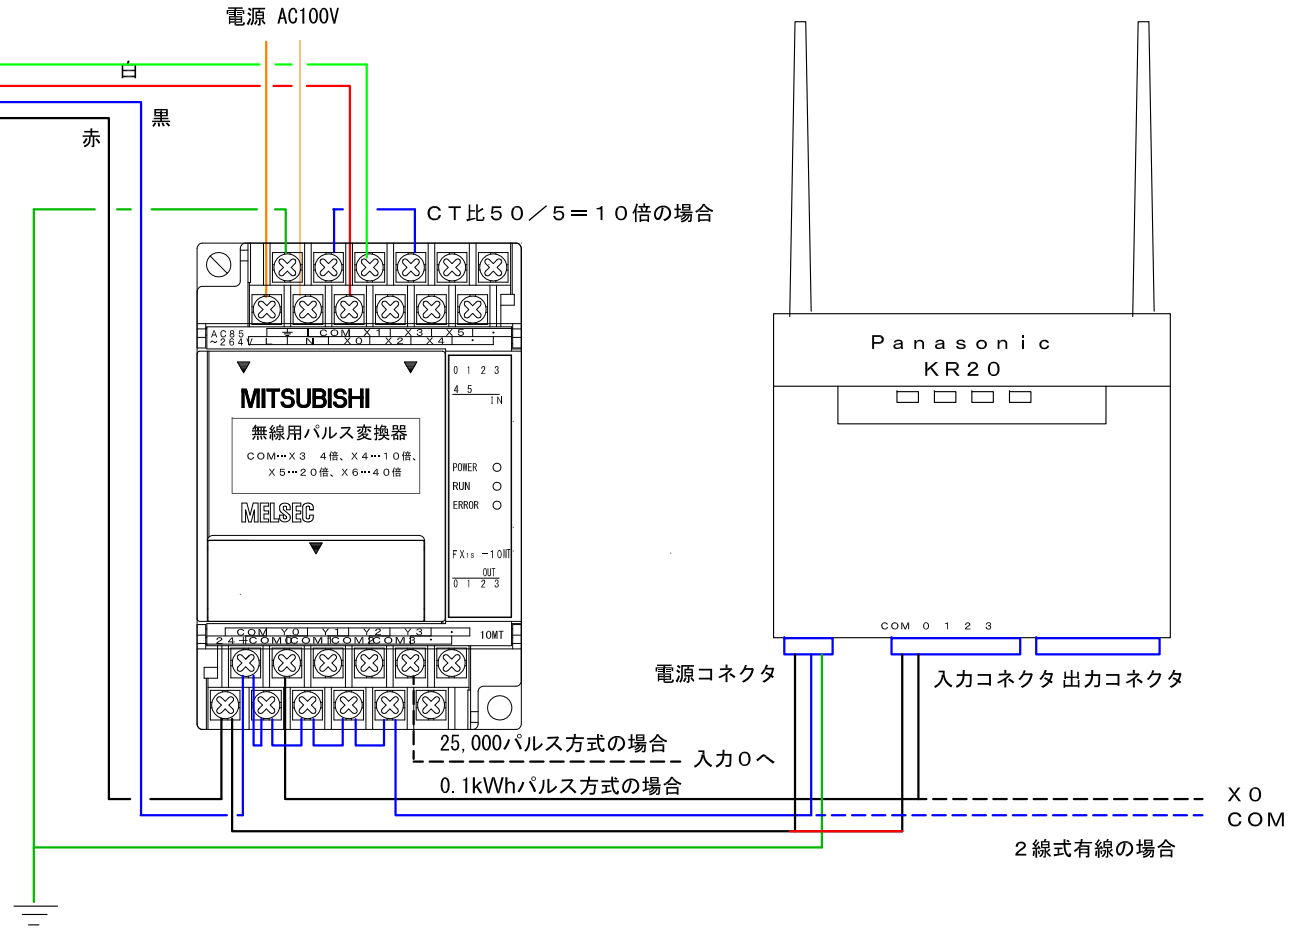 電源 AC100V
白
黒
赤
CT比50/5=10倍の場合
AC85
~264V
COM X1 X3 X5 ・
L N X0 X2 X4 ・
MITSUBISHI
無線用パルス変換器
COM…X3 4倍、X4…10倍、
X5…20倍、X6…40倍
MELSEC
0 1 2 3
4 5
IN
POWER
RUN
ERROR
FX1S -10MT
OUT
0 1 2 3
COM Y0 Y1 Y2 Y3 ・
24+ COM0 COM1 COM2 COM3 ・
10MT
Panasonic
KR20
COM 0 1 2 3
電源コネクタ
入力コネクタ 出力コネクタ
25,000パルス方式の場合
入力0へ
0.1kWhパルス方式の場合
X0
COM
2線式有線の場合